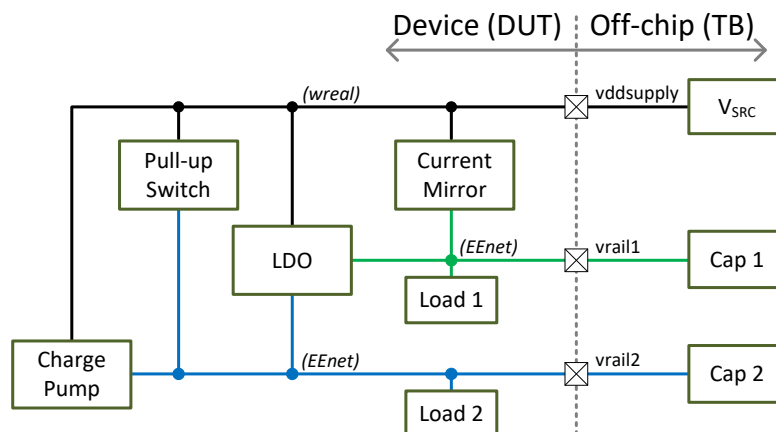 Device (DUT)
Off-chip (TB)
(wreal)
vddsupply
VSRC
Pull-up
Switch
Current
Mirror
LDO
(EEnet)
vrail1
Cap 1
Load 1
Charge
Pump
(EEnet)
vrail2
Cap 2
Load 2